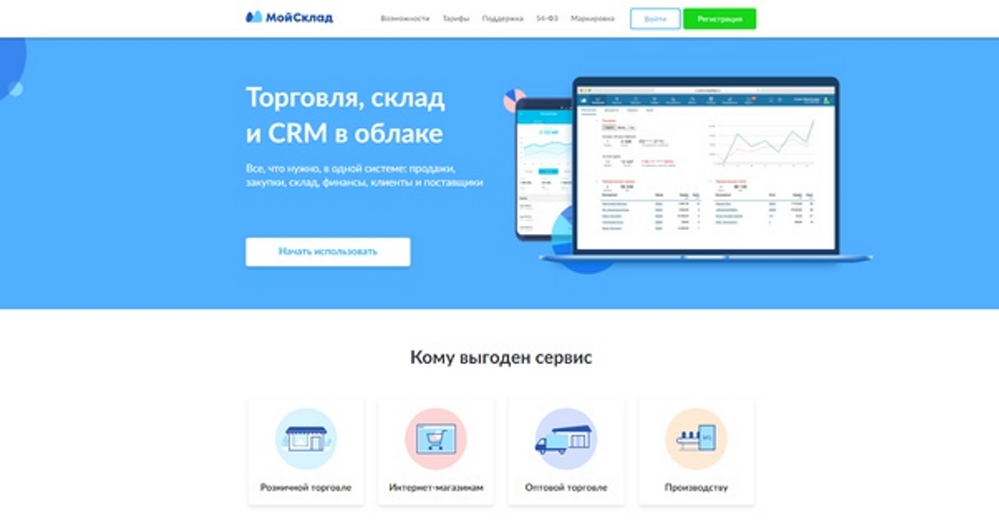 МойСклад
Возможности Тарифы Поддержка 54-ФЗ Маркировка Войти Регистрация
Торговля, склад
и CRM в облаке
Все, что нужно, в одной системе: продажи,
закупки, склад, финансы, клиенты и поставщики
Начать использовать
Кому выгоден сервис
Розничной торговле
Интернет-магазинам
Оптовой торговле
Производству